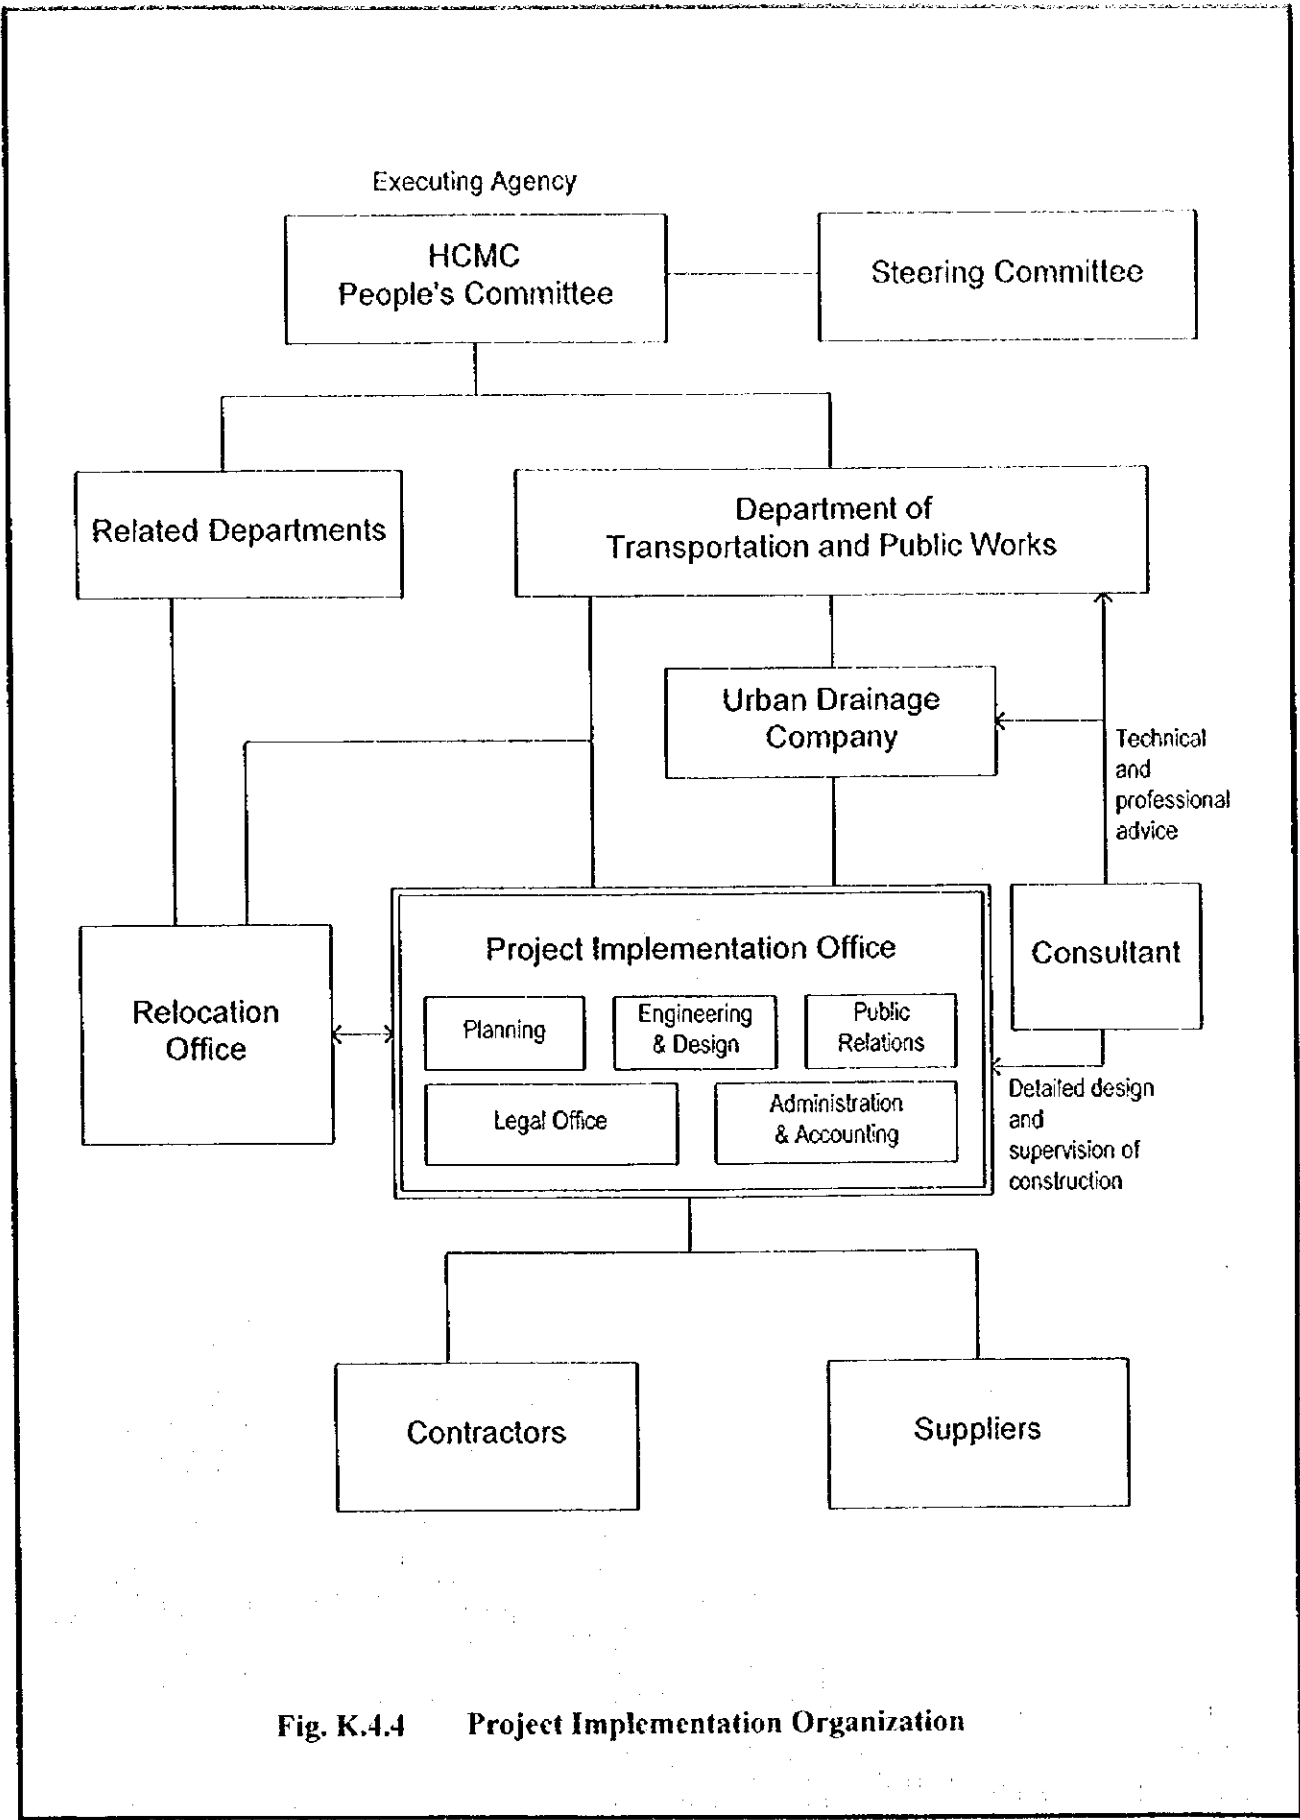 Executing Agency
HCMC
People's Committee
Steering Committee
Related Departments
Department of
Transportation and Public Works
Urban Drainage
Company
Technical
and
professional
advice
Project Implementation Office
Consultant
Relocation
Office
Planning
Engineering
& Design
Public
Relations
Legal Office
Administration
& Accounting
Detailed design
and
supervision of
construction
Contractors
Suppliers
Fig. K.4.4 Project Implementation Organization